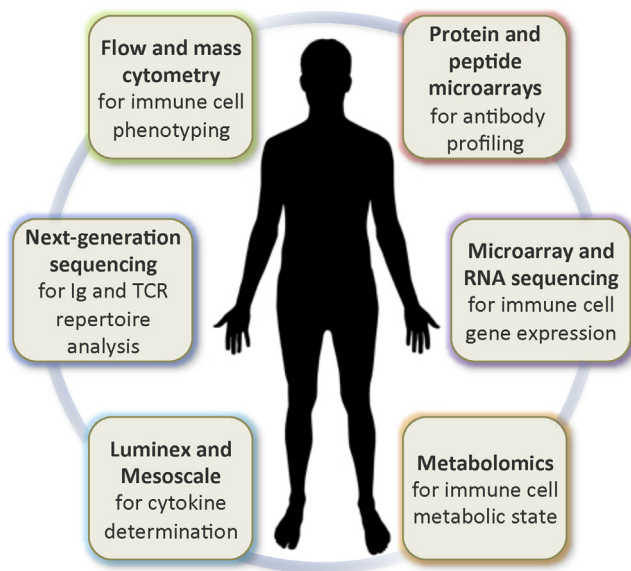 Flow and mass
cytometry
for immune cell
phenotyping
Protein and
peptide
microarrays
for antibody
profiling
Next-generation
sequencing
for Ig and TCR
repertoire
analysis
Microarray and
RNA sequencing
for immune cell
gene expression
Luminex and
Mesoscale
for cytokine
determination
Metabolomics
for immune cell
metabolic state